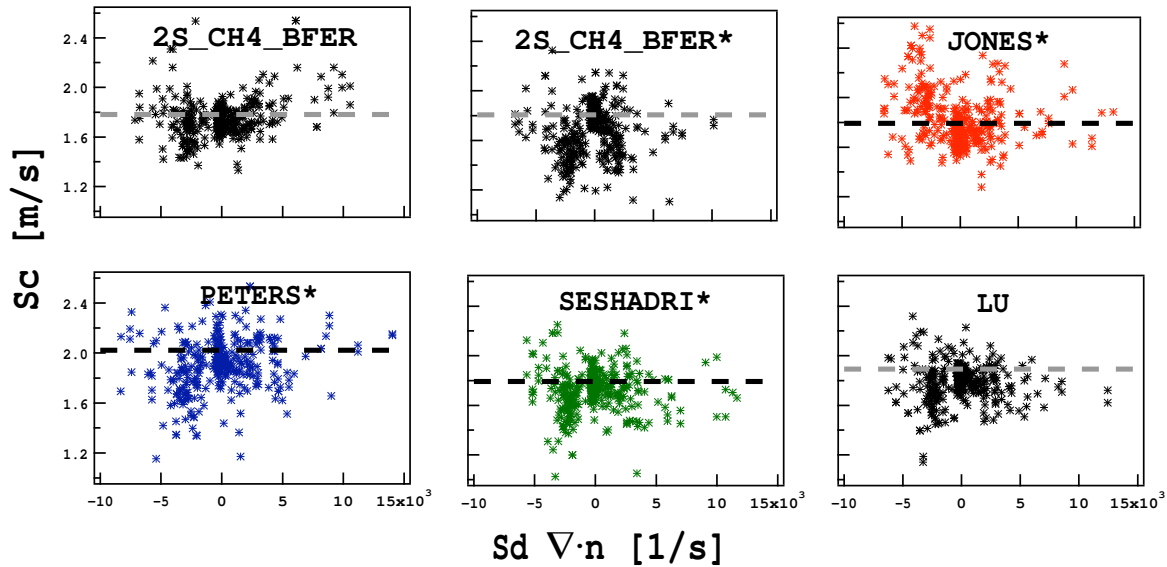 2S_CH4_BFER
2S_CH4_BFER*
JONES*
2.4
2.0
1.6
1.2
Sc [m/s]
PETERS*
SESHADRI*
LU
2.4
2.0
1.6
1.2
-10 -5 0 5 10 15x10³
-10 -5 0 5 10 15x10³
-10 -5 0 5 10 15x10³
Sd ∇·n [1/s]